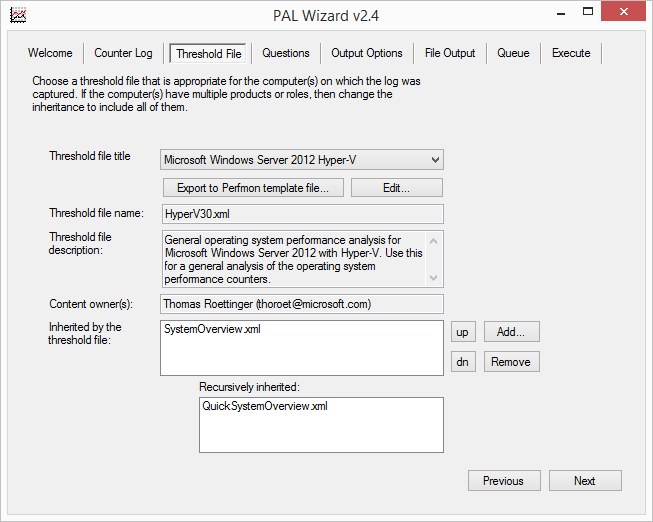 PAL Wizard v2.4
Welcome Counter Log Threshold File Questions Output Options File Output Queue Execute
Choose a threshold file that is appropriate for the computer(s) on which the log was
captured. If the computer(s) have multiple products or roles, then change the
inheritance to include all of them.
Threshold file title Microsoft Windows Server 2012 Hyper-V
Export to Perfmon template file... Edit...
Threshold file name: HyperV30.xml
Threshold file
description:
General operating system performance analysis for
Microsoft Windows Server 2012 with Hyper-V. Use this
for a general analysis of the operating system
performance counters.
Content owner(s): Thomas Roettinger (thoroet@microsoft.com)
Inherited by the
threshold file:
SystemOverview.xml
up Add...
dn Remove
Recursively inherited:
QuickSystemOverview.xml
Previous Next